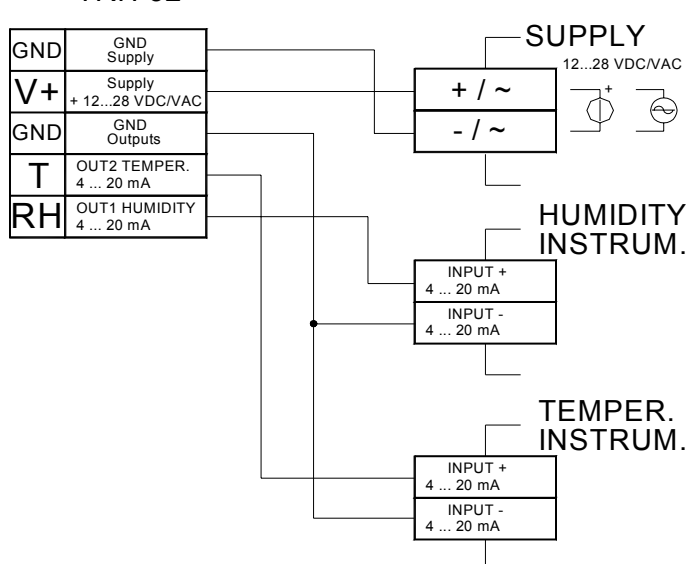 GND
GND
Supply
V+
Supply
+ 12...28 VDC/VAC
GND
GND
Outputs
T
OUT2 TEMPER.
4 ... 20 mA
RH
OUT1 HUMIDITY
4 ... 20 mA
SUPPLY
12...28 VDC/VAC
+
+ / ~
- / ~
HUMIDITY
INSTRUM.
INPUT +
4 ... 20 mA
INPUT -
4 ... 20 mA
TEMPER.
INSTRUM.
INPUT +
4 ... 20 mA
INPUT -
4 ... 20 mA